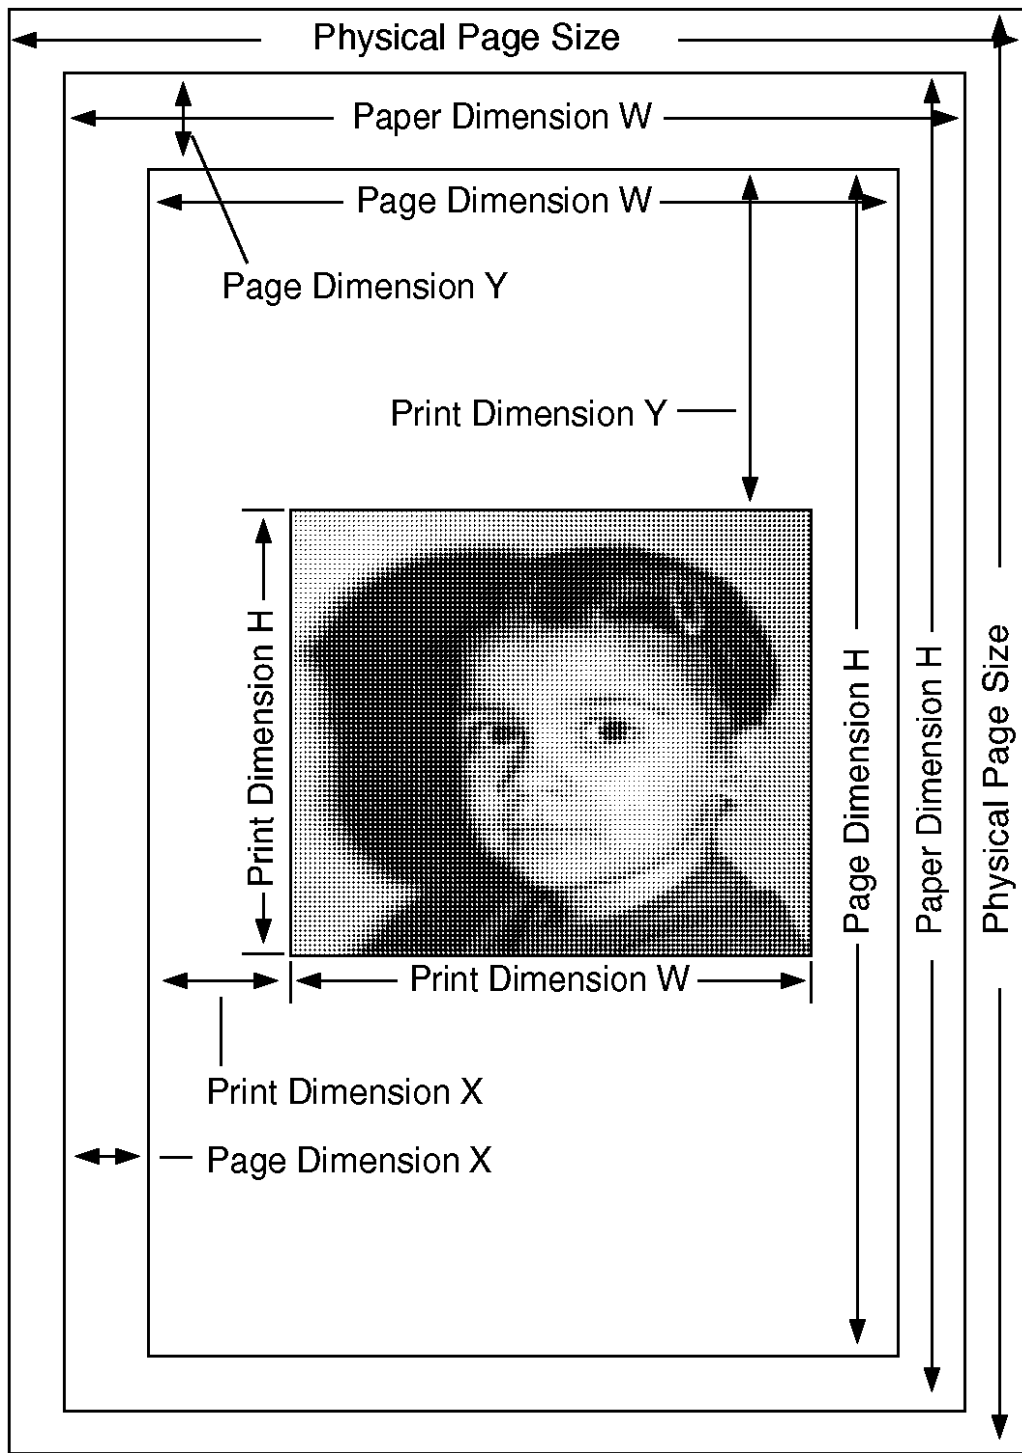 Physical Page Size
Paper Dimension W
Page Dimension W
Page Dimension Y
Print Dimension Y
Print Dimension H
Page Dimension H
Paper Dimension H
Physical Page Size
Print Dimension W
Print Dimension X
Page Dimension X